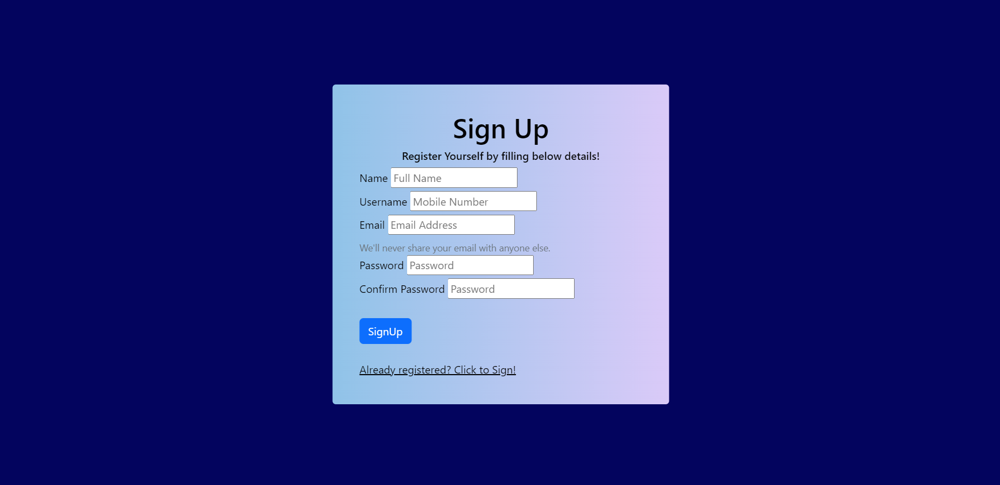 Sign Up
Register Yourself by filling below details!
Name Full Name
Username Mobile Number
Email Email Address
We'll never share your email with anyone else.
Password Password
Confirm Password Password
SignUp
Already registered? Click to Sign!